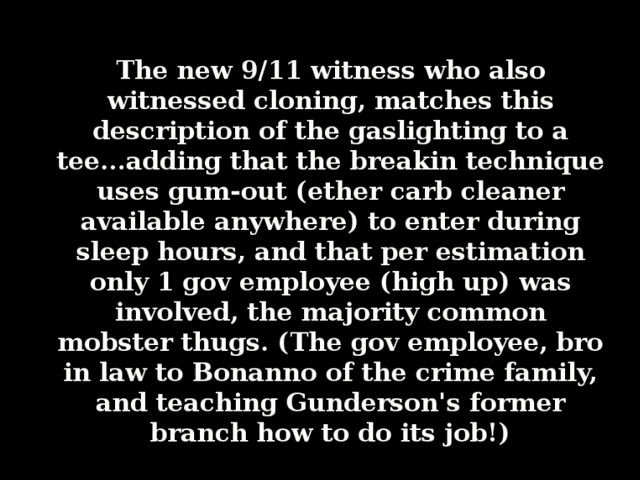 The new 9/11 witness who also
witnessed cloning, matches this
description of the gaslighting to a
tee...adding that the breakin technique
uses gum-out (ether carb cleaner
available anywhere) to enter during
sleep hours, and that per estimation
only 1 gov employee (high up) was
involved, the majority common
mobster thugs. (The gov employee, bro
in law to Bonanno of the crime family,
and teaching Gunderson's former
branch how to do its job!)